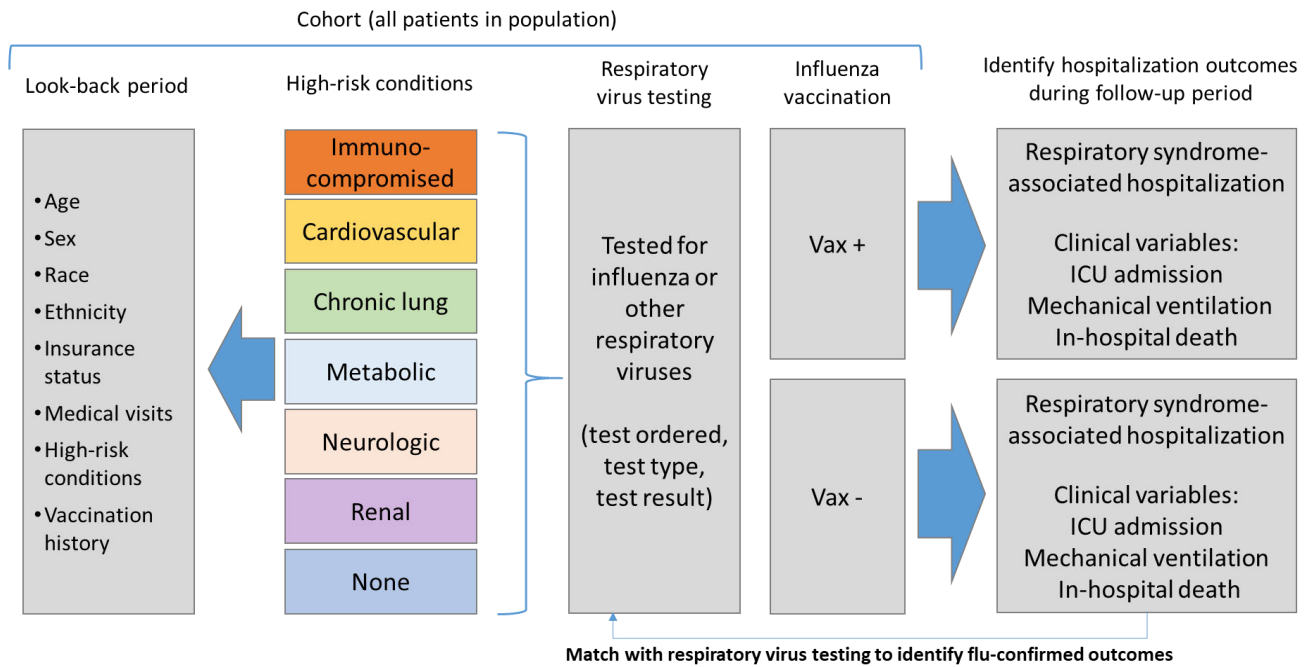 Cohort (all patients in population)
Look-back period
• Age
• Sex
• Race
• Ethnicity
• Insurance
status
• Medical visits
• High-risk
conditions
• Vaccination
history
High-risk conditions
Immuno-
compromised
Cardiovascular
Chronic lung
Metabolic
Neurologic
Renal
None
Respiratory
virus testing
Tested for
influenza or
other
respiratory
viruses
(test ordered,
test type,
test result)
Influenza
vaccination
Vax +
Vax -
Identify hospitalization outcomes
during follow-up period
Respiratory syndrome-
associated hospitalization
Clinical variables:
ICU admission
Mechanical ventilation
In-hospital death
Respiratory syndrome-
associated hospitalization
Clinical variables:
ICU admission
Mechanical ventilation
In-hospital death
Match with respiratory virus testing to identify flu-confirmed outcomes